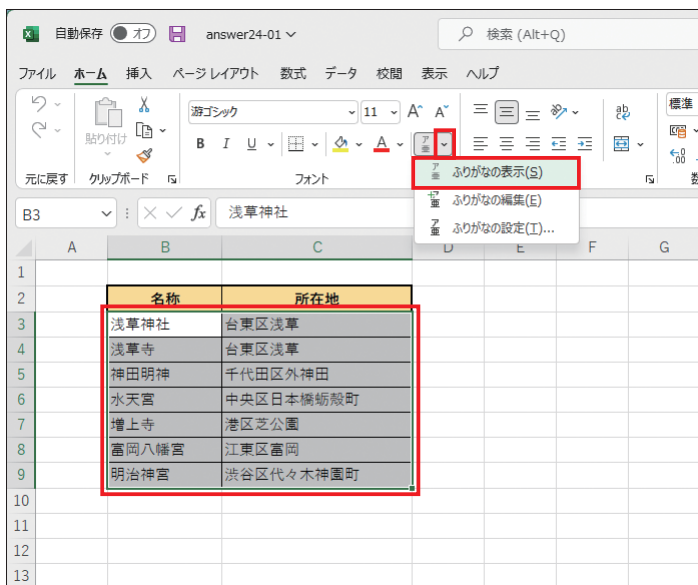 自動保存 オフ answer24-01 検索 (Alt+Q)
ファイル ホーム 挿入 ページ レイアウト 数式 データ 校閲 表示 ヘルプ
游ゴシック 11 A^ A˅ ab 標準
貼り付け B I U A ア亜
元に戻す クリップボード フォント 数
ア亜 ふりがなの表示(S)
ふりがなの編集(E)
ふりがなの設定(T)...
B3 fx 浅草神社
A B C D E F G
1
2 名称 所在地
3 浅草神社 台東区浅草
4 浅草寺 台東区浅草
5 神田明神 千代田区外神田
6 水天宮 中央区日本橋蛎殻町
7 増上寺 港区芝公園
8 富岡八幡宮 江東区富岡
9 明治神宮 渋谷区代々木神園町
10
11
12
13